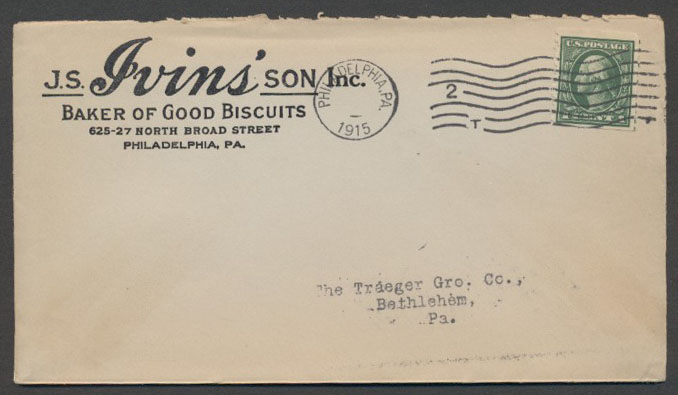 J.S. Ivins' SON Inc.
BAKER OF GOOD BISCUITS
625-27 NORTH BROAD STREET
PHILADELPHIA, PA.
PHILADELPHIA, PA.
1915
2
T
U.S. POSTAGE
The Traeger Gro. Co.,
Bethlehem,
Pa.